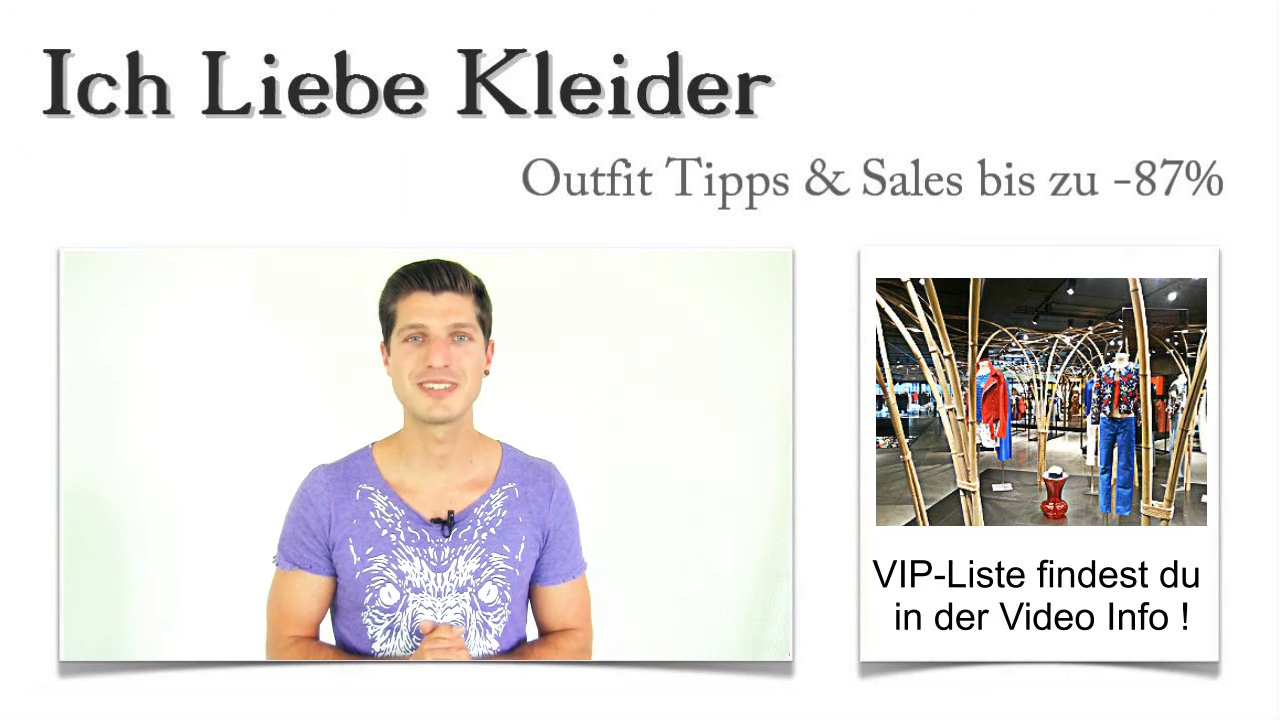 Ich Liebe Kleider
Outfit Tipps & Sales bis zu -87%
VIP-Liste findest du
in der Video Info !